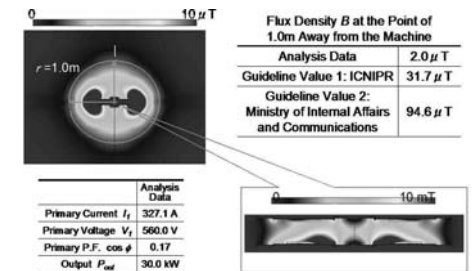 0 10 μT
r=1.0m
Flux Density B at the Point of
1.0m Away from the Machine
Analysis Data 2.0 μ T
Guideline Value 1: ICNIPR 31.7 μ T
Guideline Value 2:
Ministry of Internal Affairs
and Communications 94.6 μ T
Analysis
Data
Primary Current I₁ 327.1 A
Primary Voltage V₁ 560.0 V
Primary P.F. cos ϕ 0.17
Output Pout 30.0 kW
0 10 mT